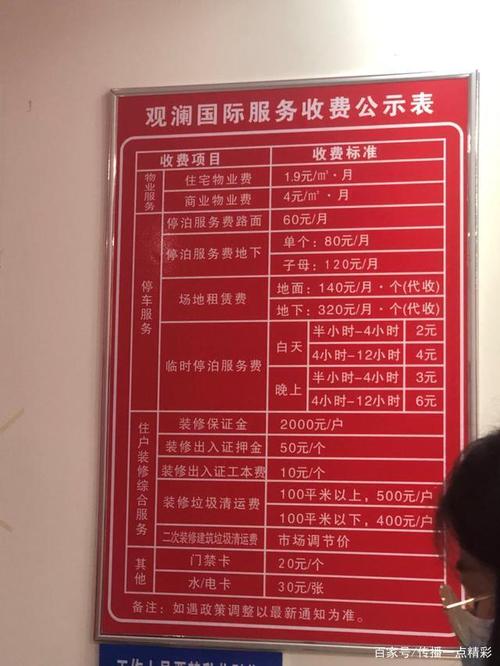 观澜国际服务收费公示表
收费项目 收费标准
物业服务 住宅物业费 1.9元/㎡·月
商业物业费 4元/㎡·月
停车服务 停泊服务费路面 60元/月
停泊服务费地下 单个：80元/月
子母：120元/月
场地租赁费 地面：140元/月·个(代收)
地下：320元/月·个(代收)
临时停泊服务费 白天 半小时-4小时 2元
4小时-12小时 4元
晚上 半小时-4小时 3元
4小时-12小时 6元
住户装修综合服务 装修保证金 2000元/户
装修出入证押金 50元/个
装修出入证工本费 10元/个
装修垃圾清运费 100平米以上，500元/户
100平米以下，400元/户
二次装修建筑垃圾清运费 市场调节价
其他 门禁卡 20元/个
水/电卡 30元/张
备注：如遇政策调整以最新通知为准。
百家号/传播一点精彩